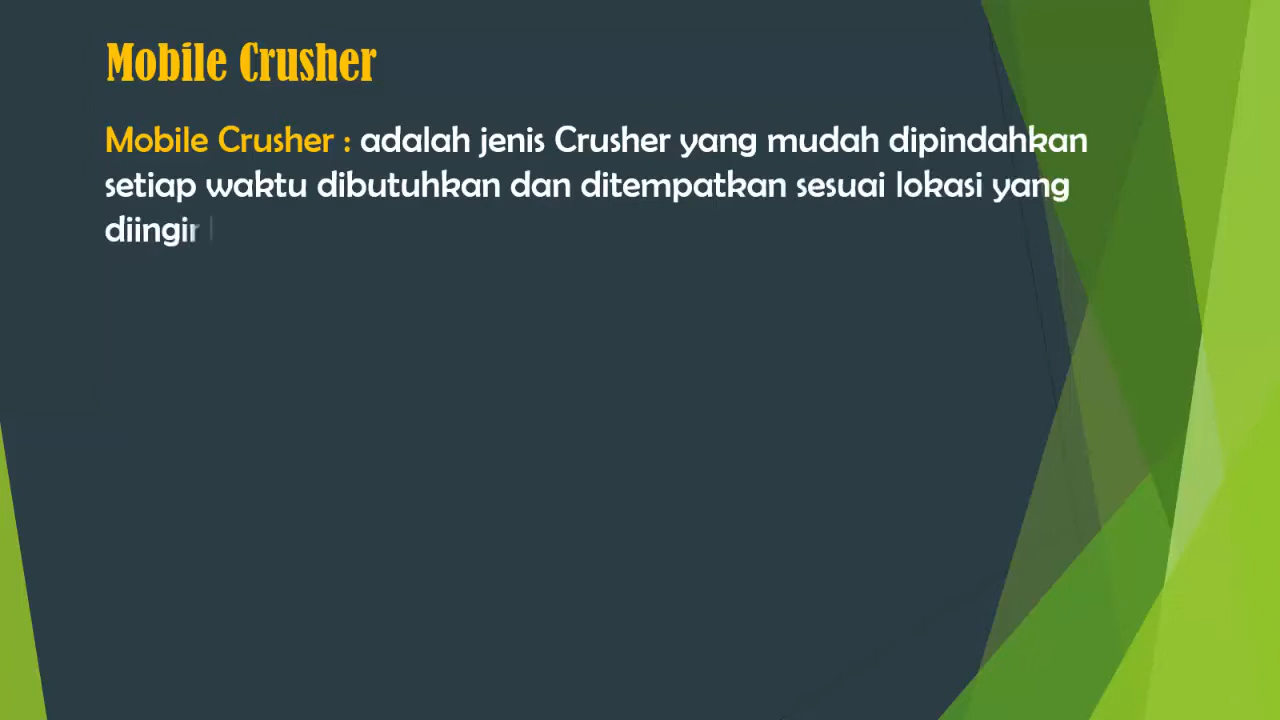 Mobile Crusher
Mobile Crusher : adalah jenis Crusher yang mudah dipindahkan
setiap waktu dibutuhkan dan ditempatkan sesuai lokasi yang